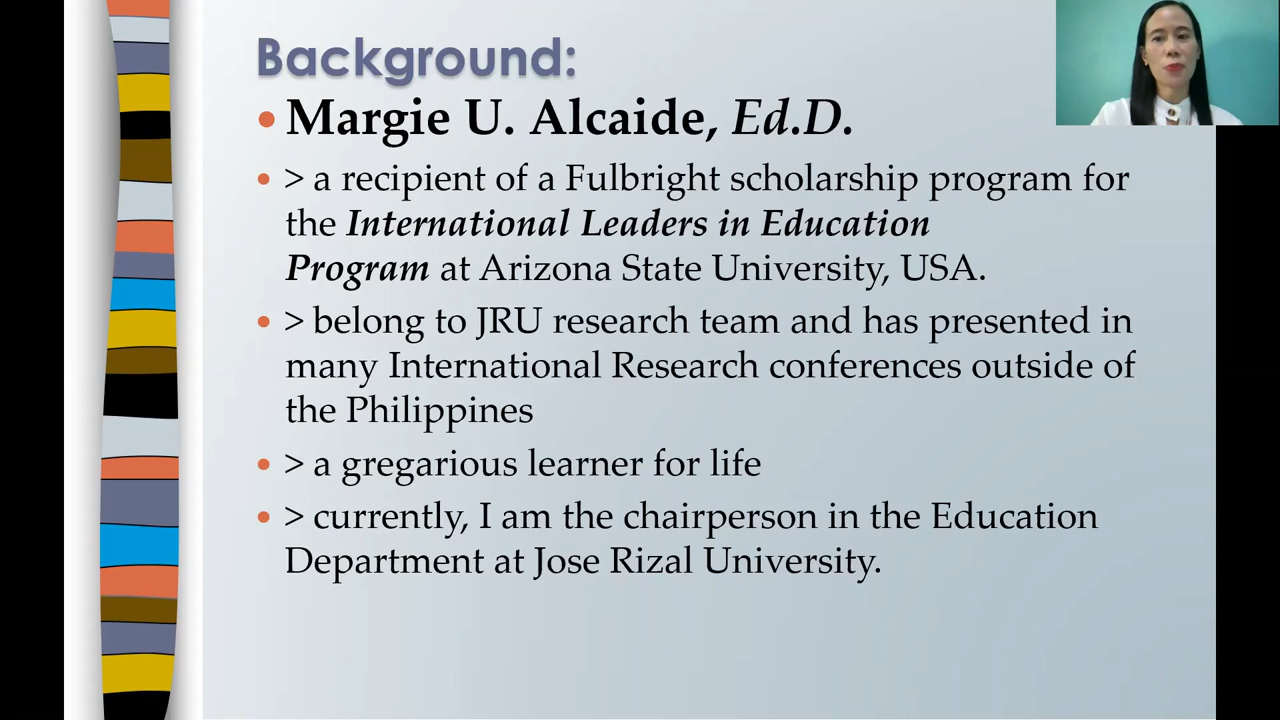 Background:
• Margie U. Alcaide, Ed.D.
• > a recipient of a Fulbright scholarship program for
the International Leaders in Education
Program at Arizona State University, USA.
• > belong to JRU research team and has presented in
many International Research conferences outside of
the Philippines
• > a gregarious learner for life
• > currently, I am the chairperson in the Education
Department at Jose Rizal University.